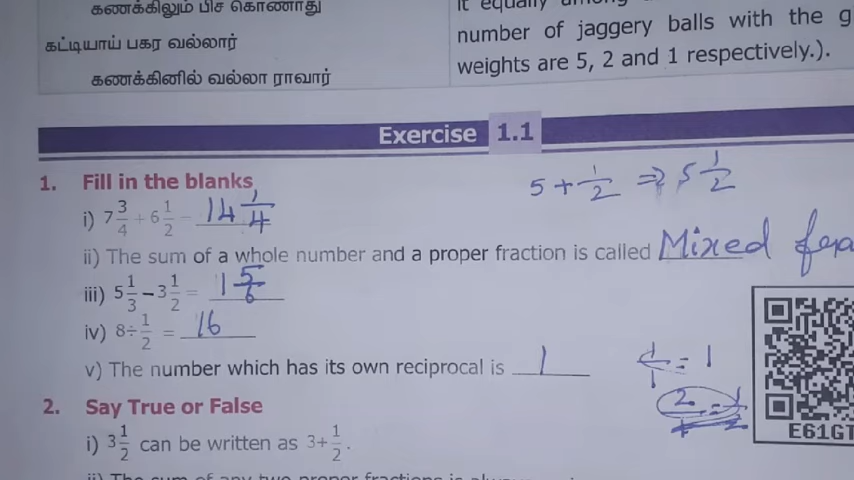 கணக்கிலும் பிசகொணாது
it equally among
கட்டியாய் பகர வல்லார்
number of jaggery balls with the g
கணக்கினில் வல்லா ராவார்
weights are 5, 2 and 1 respectively.).
Exercise 1.1
5 + 1/2 ⇒ 5 1/2
1. Fill in the blanks
i) 7 3/4 + 6 1/2 = 14 1/4
ii) The sum of a whole number and a proper fraction is called Mixed
iii) 5 1/3 – 3 1/2 = 1 5/6
iv) 8 ÷ 1/2 = 16
v) The number which has its own reciprocal is 1
1/1 = 1
2. Say True or False
E61GT
i) 3 1/2 can be written as 3 + 1/2.